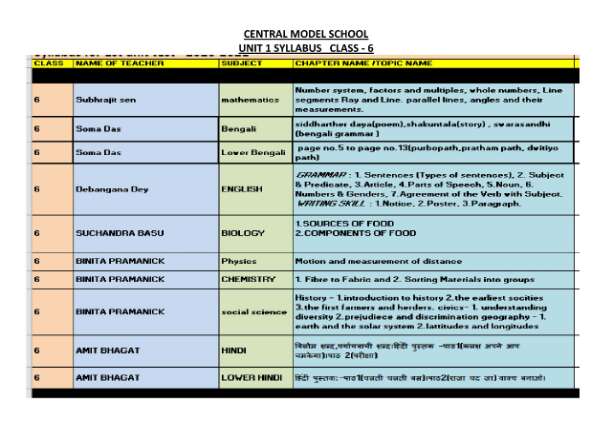 CENTRAL MODEL SCHOOL
UNIT 1 SYLLABUS CLASS - 6
CLASS NAME OF TEACHER SUBJECT CHAPTER NAME /TOPIC NAME
6 Subhrajit sen mathematics Number system, factors and multiples, whole numbers, Line
segments Ray and Line. parallel lines, angles and their
measurements.
6 Soma Das Bengali siddharther daya(poem),shakuntala(story) , swarasandhi
(bengali grammar )
6 Soma Das Lower Bengali page no.5 to page no.13(purbopath,pratham path, dwitiyo
path)
6 Debangana Dey ENGLISH GRAMMAR : 1. Sentences (Types of sentences), 2. Subject
& Predicate, 3.Article, 4.Parts of Speech, 5.Noun, 6.
Numbers & Genders, 7.Agreement of the Verb with Subject.
WRITING SKILL : 1.Notice, 2.Poster, 3.Paragraph.
6 SUCHANDRA BASU BIOLOGY 1.SOURCES OF FOOD
2.COMPONENTS OF FOOD
6 BINITA PRAMANICK Physics Motion and measurement of distance
6 BINITA PRAMANICK CHEMISTRY 1. Fibre to Fabric and 2. Sorting Materials into groups
6 BINITA PRAMANICK social science History - 1.introduction to history 2.the earliest socities
3.the first farmers and herders. civics- 1. understanding
diversity 2.prejudiece and discrimination geography - 1.
earth and the solar system 2.lattitudes and longitudes
6 AMIT BHAGAT HINDI विलोम शब्द,पर्यायवाची शब्द।हिंदी पुस्तक -पाठ1(कलश अपने आप
चमकेगा)।पाठ 2(परीक्षा)
6 AMIT BHAGAT LOWER HINDI हिंदी पुस्तक:-पाठ1(चलती चलती बस)।पाठ2(राजा घट जा) वाक्य बनाओ।